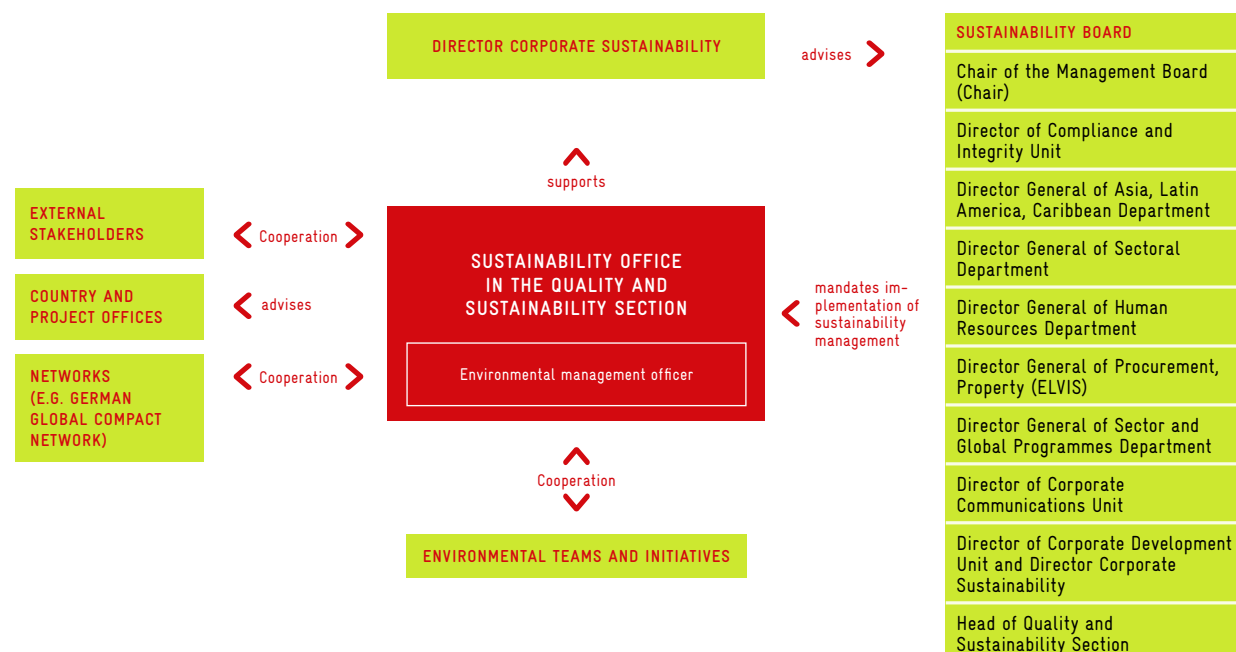 DIRECTOR CORPORATE SUSTAINABILITY
advises
supports
EXTERNAL
STAKEHOLDERS
Cooperation
COUNTRY AND
PROJECT OFFICES
advises
NETWORKS
(E.G. GERMAN
GLOBAL COMPACT
NETWORK)
Cooperation
SUSTAINABILITY OFFICE
IN THE QUALITY AND
SUSTAINABILITY SECTION
Environmental management officer
mandates im-
plementation of
sustainability
management
Cooperation
ENVIRONMENTAL TEAMS AND INITIATIVES
SUSTAINABILITY BOARD
Chair of the Management Board
(Chair)
Director of Compliance and
Integrity Unit
Director General of Asia, Latin
America, Caribbean Department
Director General of Sectoral
Department
Director General of Human
Resources Department
Director General of Procurement,
Property (ELVIS)
Director General of Sector and
Global Programmes Department
Director of Corporate
Communications Unit
Director of Corporate Development
Unit and Director Corporate
Sustainability
Head of Quality and
Sustainability Section